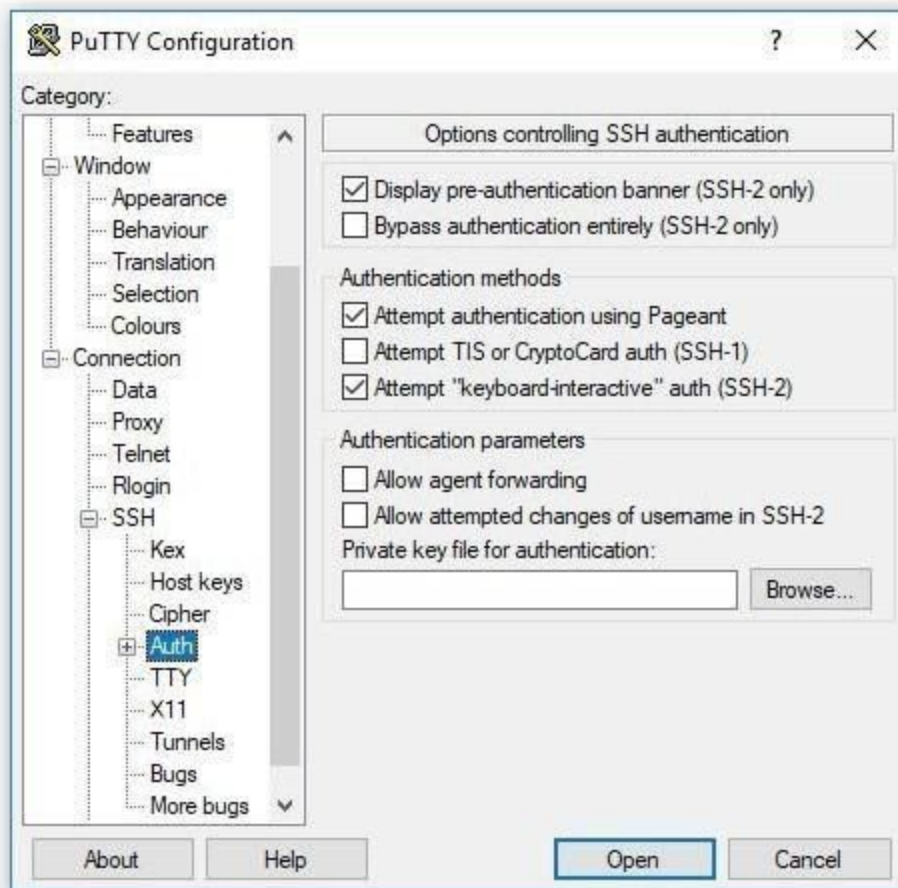 PuTTY Configuration
?
Category:
Features
Window
Appearance
Behaviour
Translation
Selection
Colours
Connection
Data
Proxy
Telnet
Rlogin
SSH
Kex
Host keys
Cipher
Auth
TTY
X11
Tunnels
Bugs
More bugs
Options controlling SSH authentication
Display pre-authentication banner (SSH-2 only)
Bypass authentication entirely (SSH-2 only)
Authentication methods
Attempt authentication using Pageant
Attempt TIS or CryptoCard auth (SSH-1)
Attempt "keyboard-interactive" auth (SSH-2)
Authentication parameters
Allow agent forwarding
Allow attempted changes of username in SSH-2
Private key file for authentication:
Browse...
About
Help
Open
Cancel